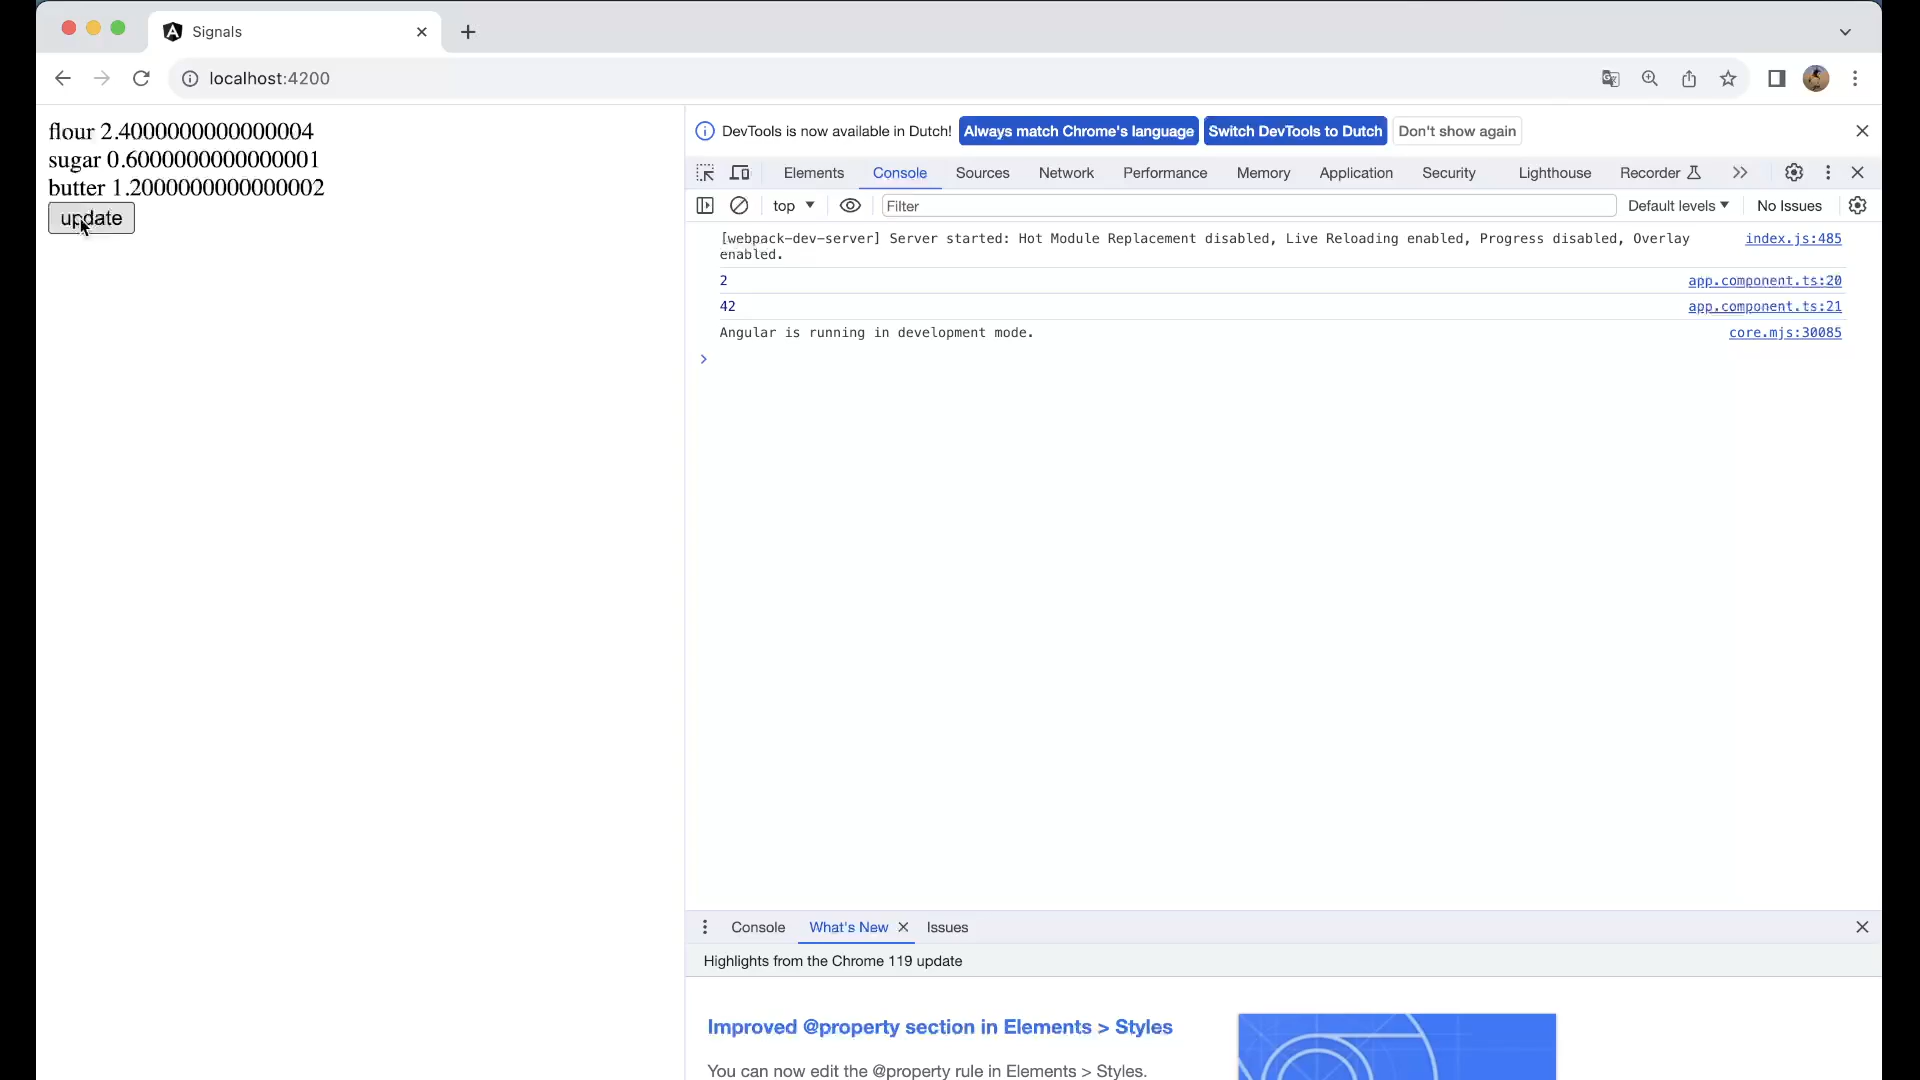 Signals
localhost:4200
flour 2.4000000000000004
sugar 0.6000000000000001
butter 1.2000000000000002
update
DevTools is now available in Dutch! Always match Chrome's language Switch DevTools to Dutch Don't show again
Elements Console Sources Network Performance Memory Application Security Lighthouse Recorder
top Filter Default levels No Issues
[webpack-dev-server] Server started: Hot Module Replacement disabled, Live Reloading enabled, Progress disabled, Overlay index.js:485
enabled.
2 app.component.ts:20
42 app.component.ts:21
Angular is running in development mode. core.mjs:30085
Console What's New Issues
Highlights from the Chrome 119 update
Improved @property section in Elements > Styles
You can now edit the @property rule in Elements > Styles.